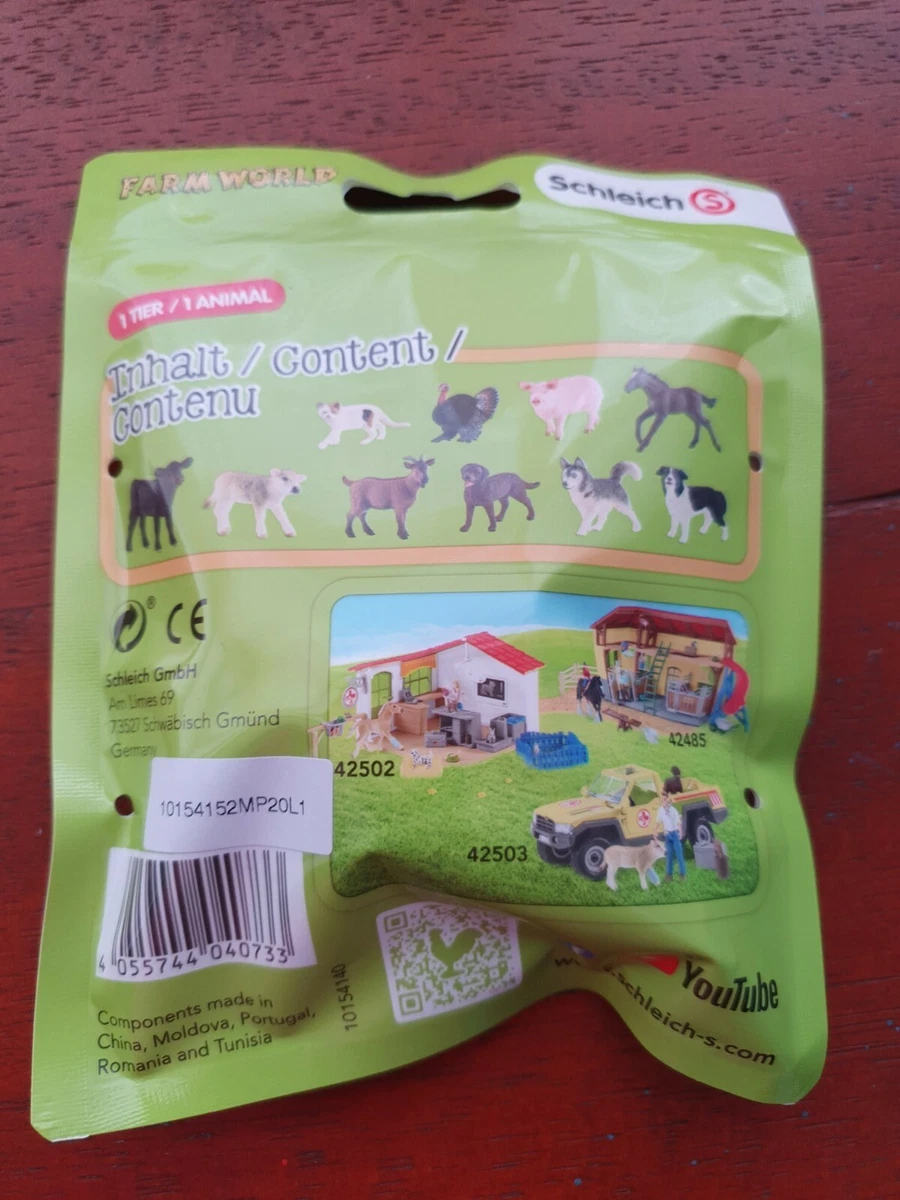 FARM WORLD
Schleich S
1 TIER / 1 ANIMAL
Inhalt / Content /
Contenu
CE
Schleich GmbH
Am Limes 69
73527 Schwäbisch Gmünd
Germany
42502
42485
42503
10154152MP20L1
4 055744 040733
10154140
Components made in
China, Moldova, Portugal,
Romania and Tunisia
YouTube
schleich-s.com